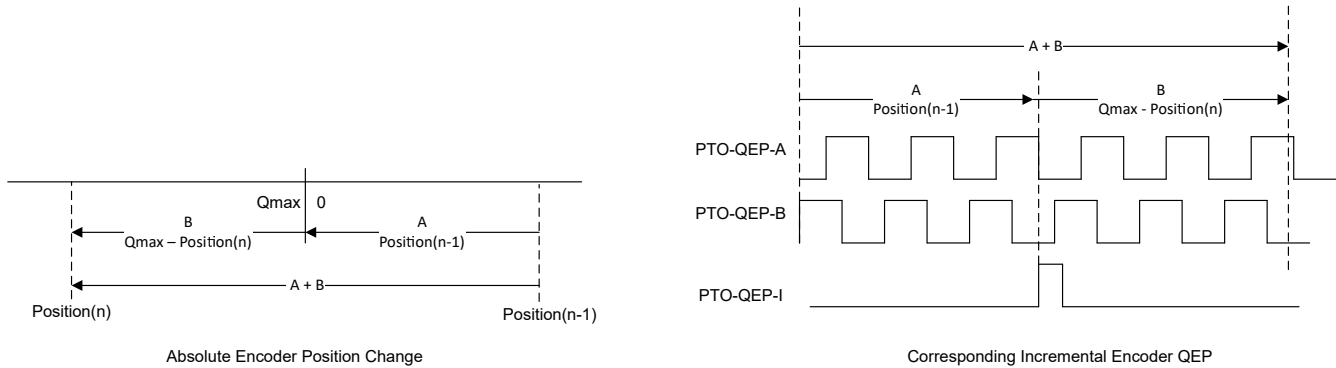 Qmax 0
B
Qmax – Position(n)
A
Position(n-1)
A + B
Position(n)
Position(n-1)
Absolute Encoder Position Change
A + B
A
Position(n-1)
B
Qmax - Position(n)
PTO-QEP-A
PTO-QEP-B
PTO-QEP-I
Corresponding Incremental Encoder QEP